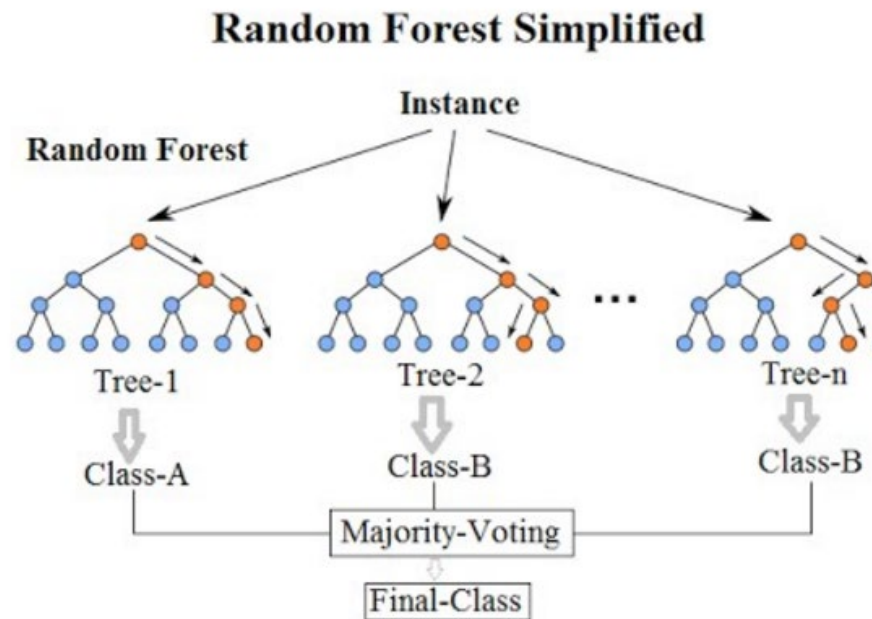 Random Forest Simplified
Instance
Random Forest
...
Tree-1
Tree-2
Tree-n
Class-A
Class-B
Class-B
Majority-Voting
Final-Class